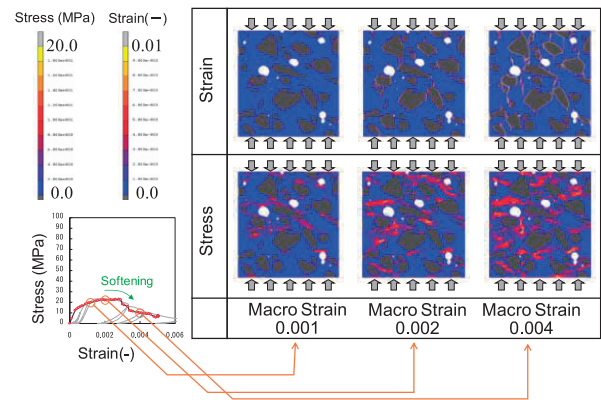 Stress (MPa)
Strain(−)
20.0
0.01
0.0
0.0
Strain
Stress
Stress (MPa)
100
90
80
70
60
50
40
30
20
10
0
Softening
0
0,002
0,004
0,006
Strain(-)
Macro Strain
0.001
Macro Strain
0.002
Macro Strain
0.004